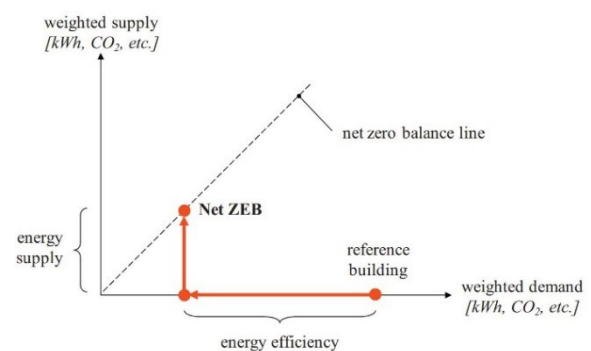 weighted supply
[kWh, CO₂, etc.]
net zero balance line
Net ZEB
energy
supply
reference
building
weighted demand
[kWh, CO₂, etc.]
energy efficiency